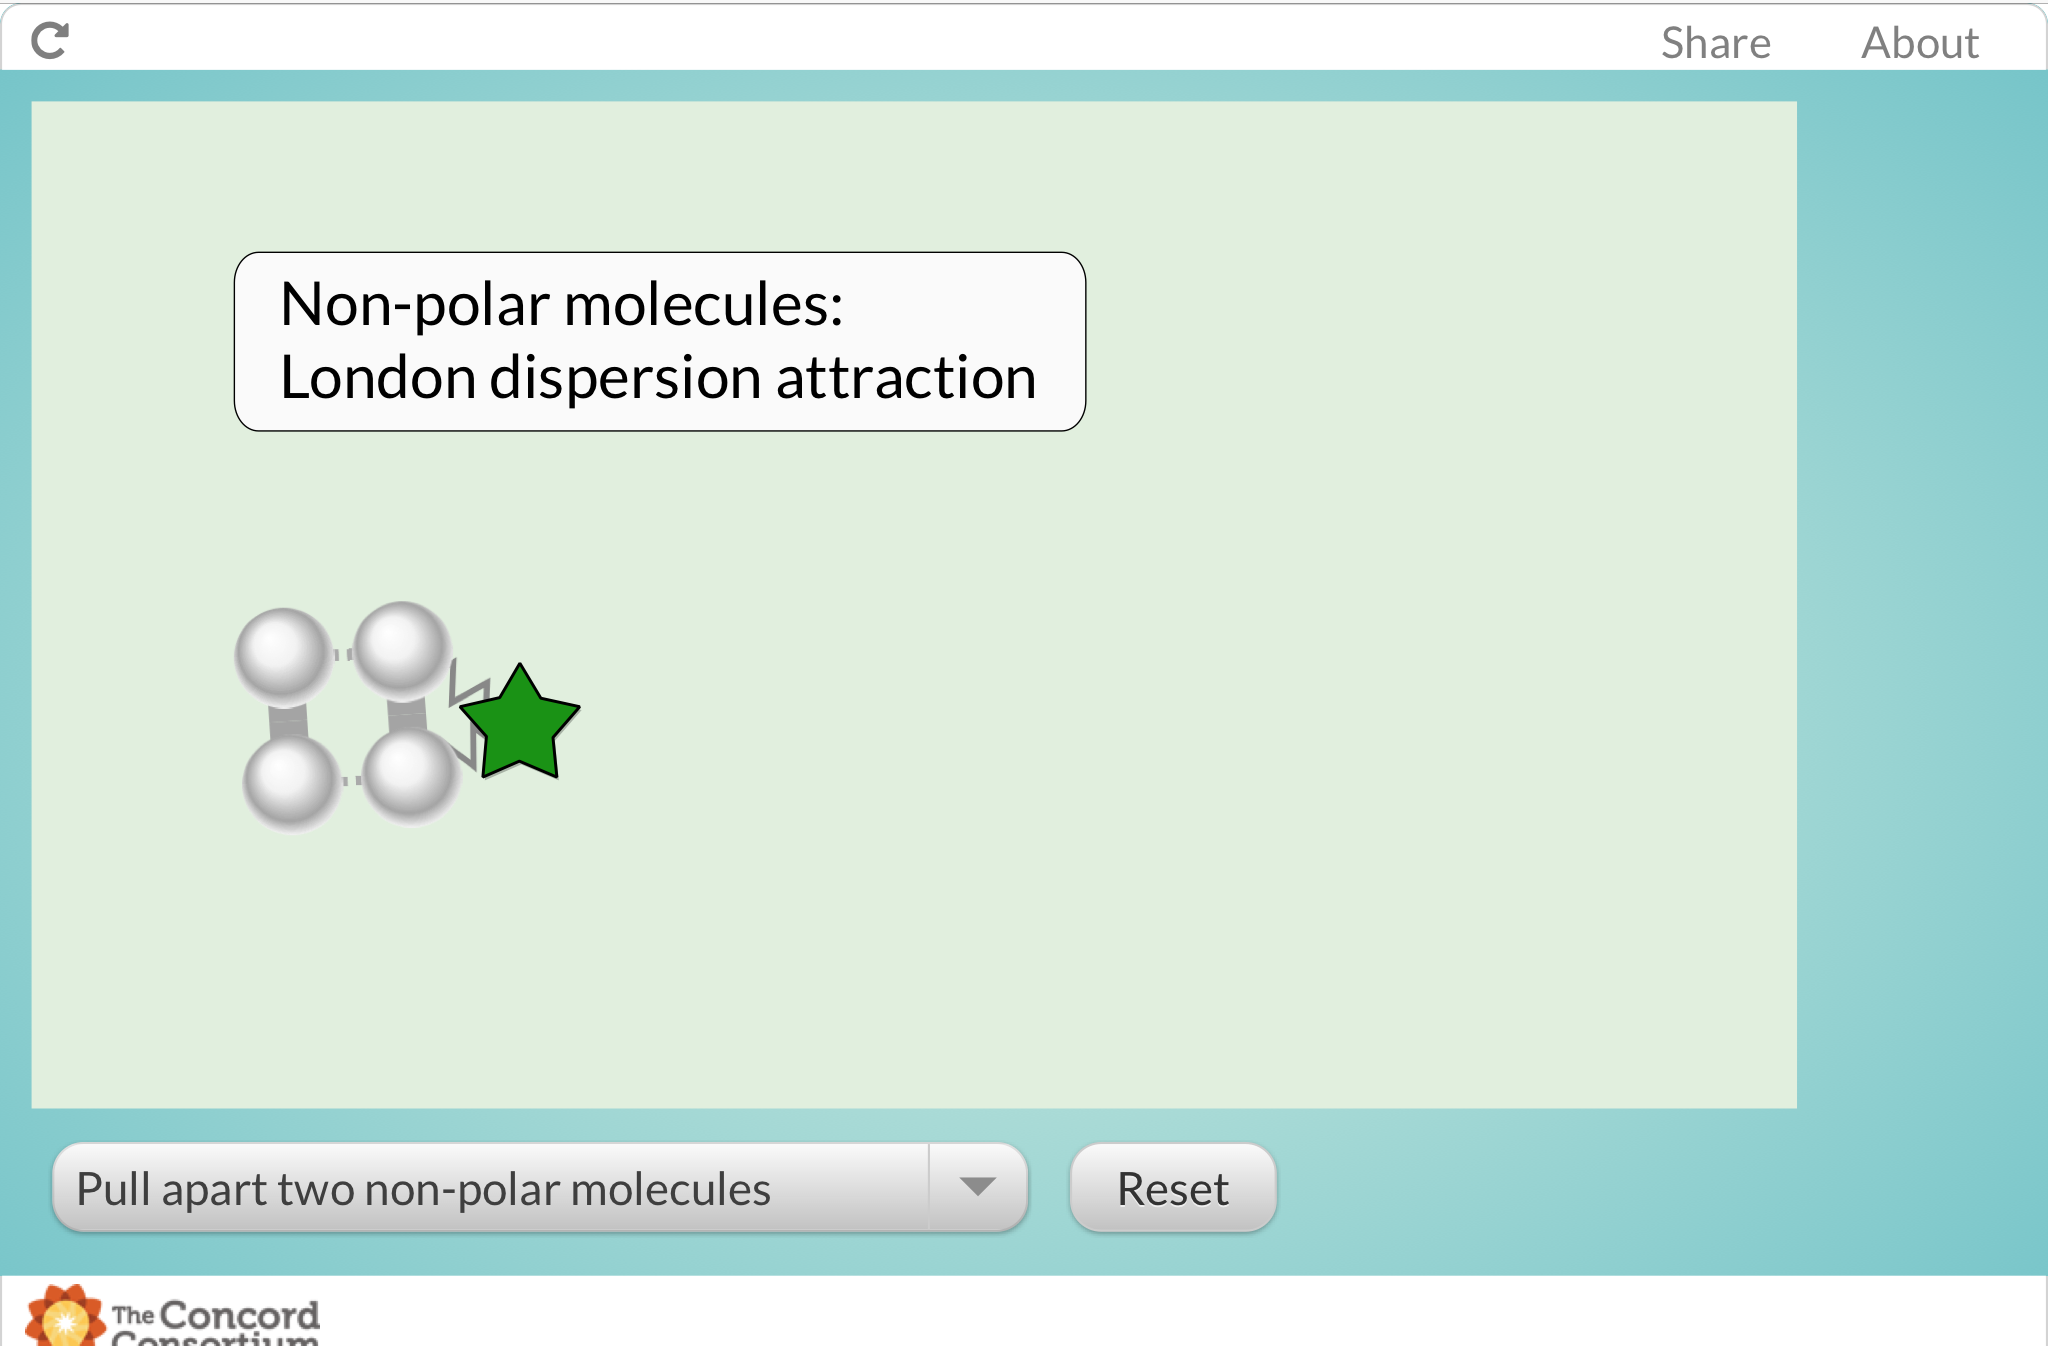 Share About
Non-polar molecules:
London dispersion attraction
Pull apart two non-polar molecules
Reset
The Concord
Consortium